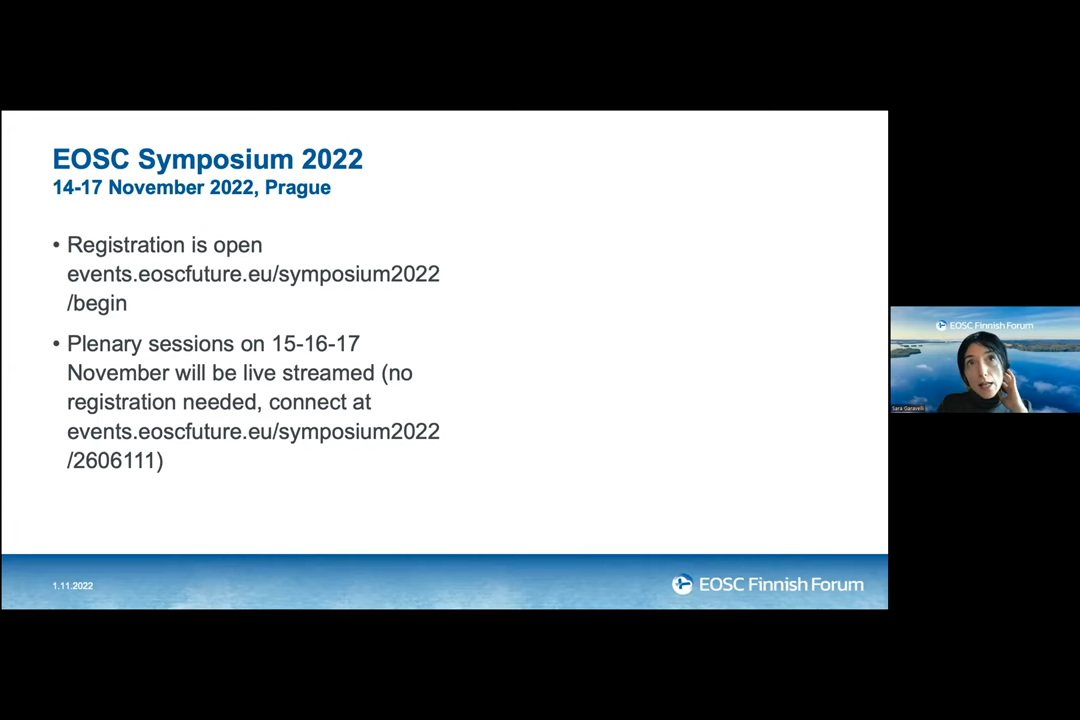 EOSC Symposium 2022
14-17 November 2022, Prague
• Registration is open
events.eoscfuture.eu/symposium2022
/begin
• Plenary sessions on 15-16-17
November will be live streamed (no
registration needed, connect at
events.eoscfuture.eu/symposium2022
/2606111)
1.11.2022
EOSC Finnish Forum
EOSC Finnish Forum
Sara Garavelli